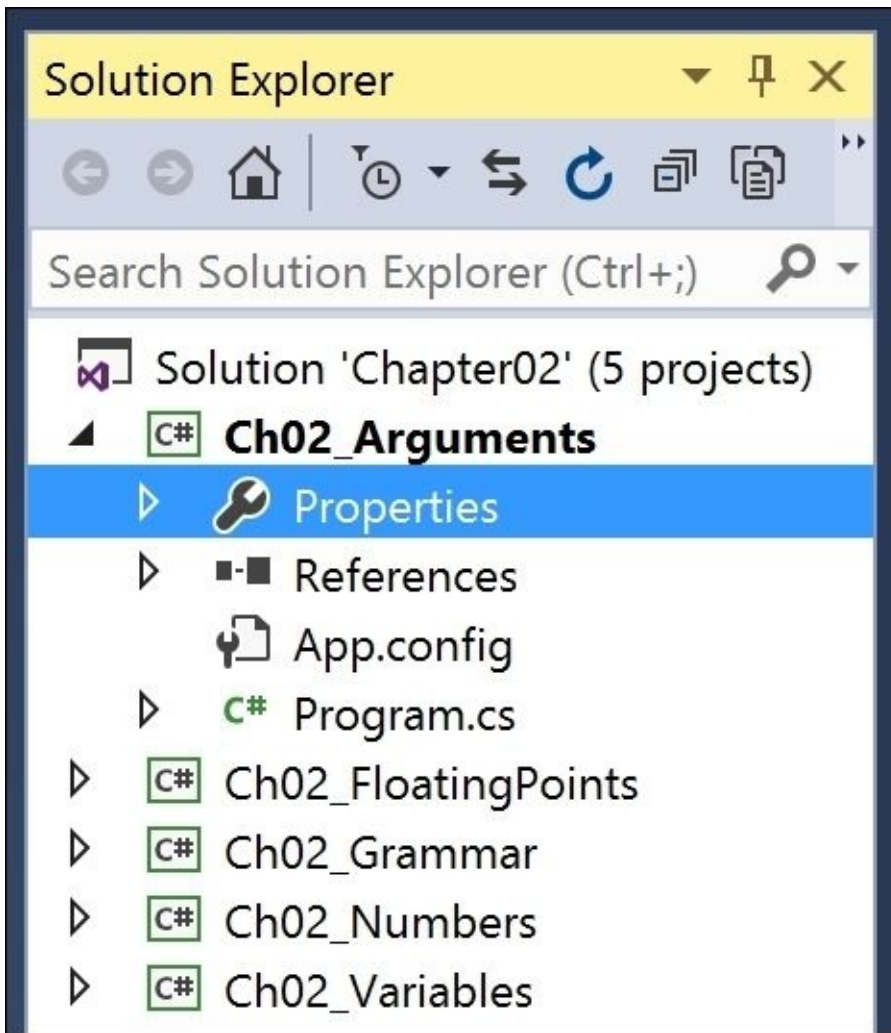 Solution Explorer
Search Solution Explorer (Ctrl+;)
Solution 'Chapter02' (5 projects)
C# Ch02_Arguments
Properties
References
App.config
C# Program.cs
C# Ch02_FloatingPoints
C# Ch02_Grammar
C# Ch02_Numbers
C# Ch02_Variables